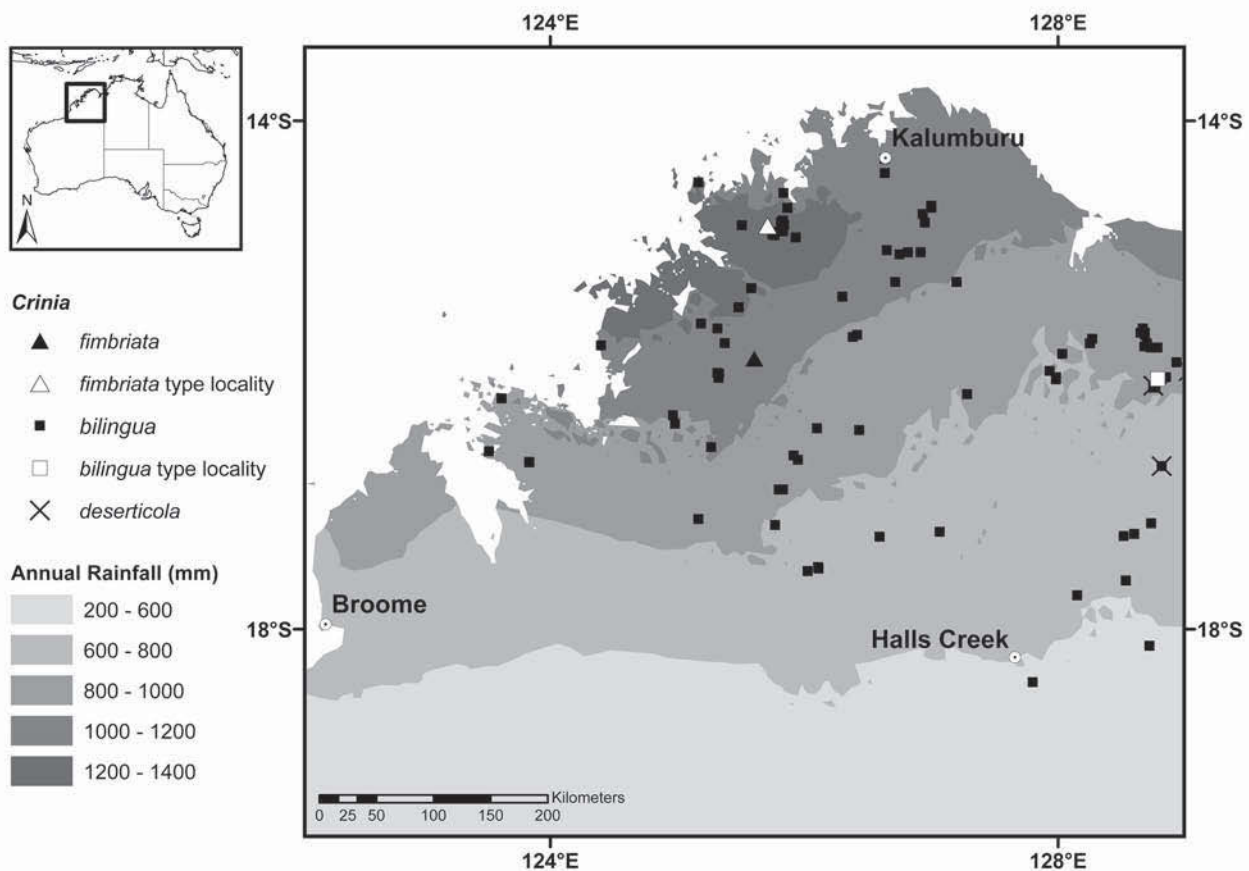 124°E
128°E
14°S
14°S
Kalumburu
N
Crinia
fimbriata
fimbriata type locality
bilingua
bilingua type locality
deserticola
Annual Rainfall (mm)
200 - 600
600 - 800
800 - 1000
1000 - 1200
1200 - 1400
Broome
18°S
18°S
Halls Creek
Kilometers
0 25 50 100 150 200
124°E
128°E